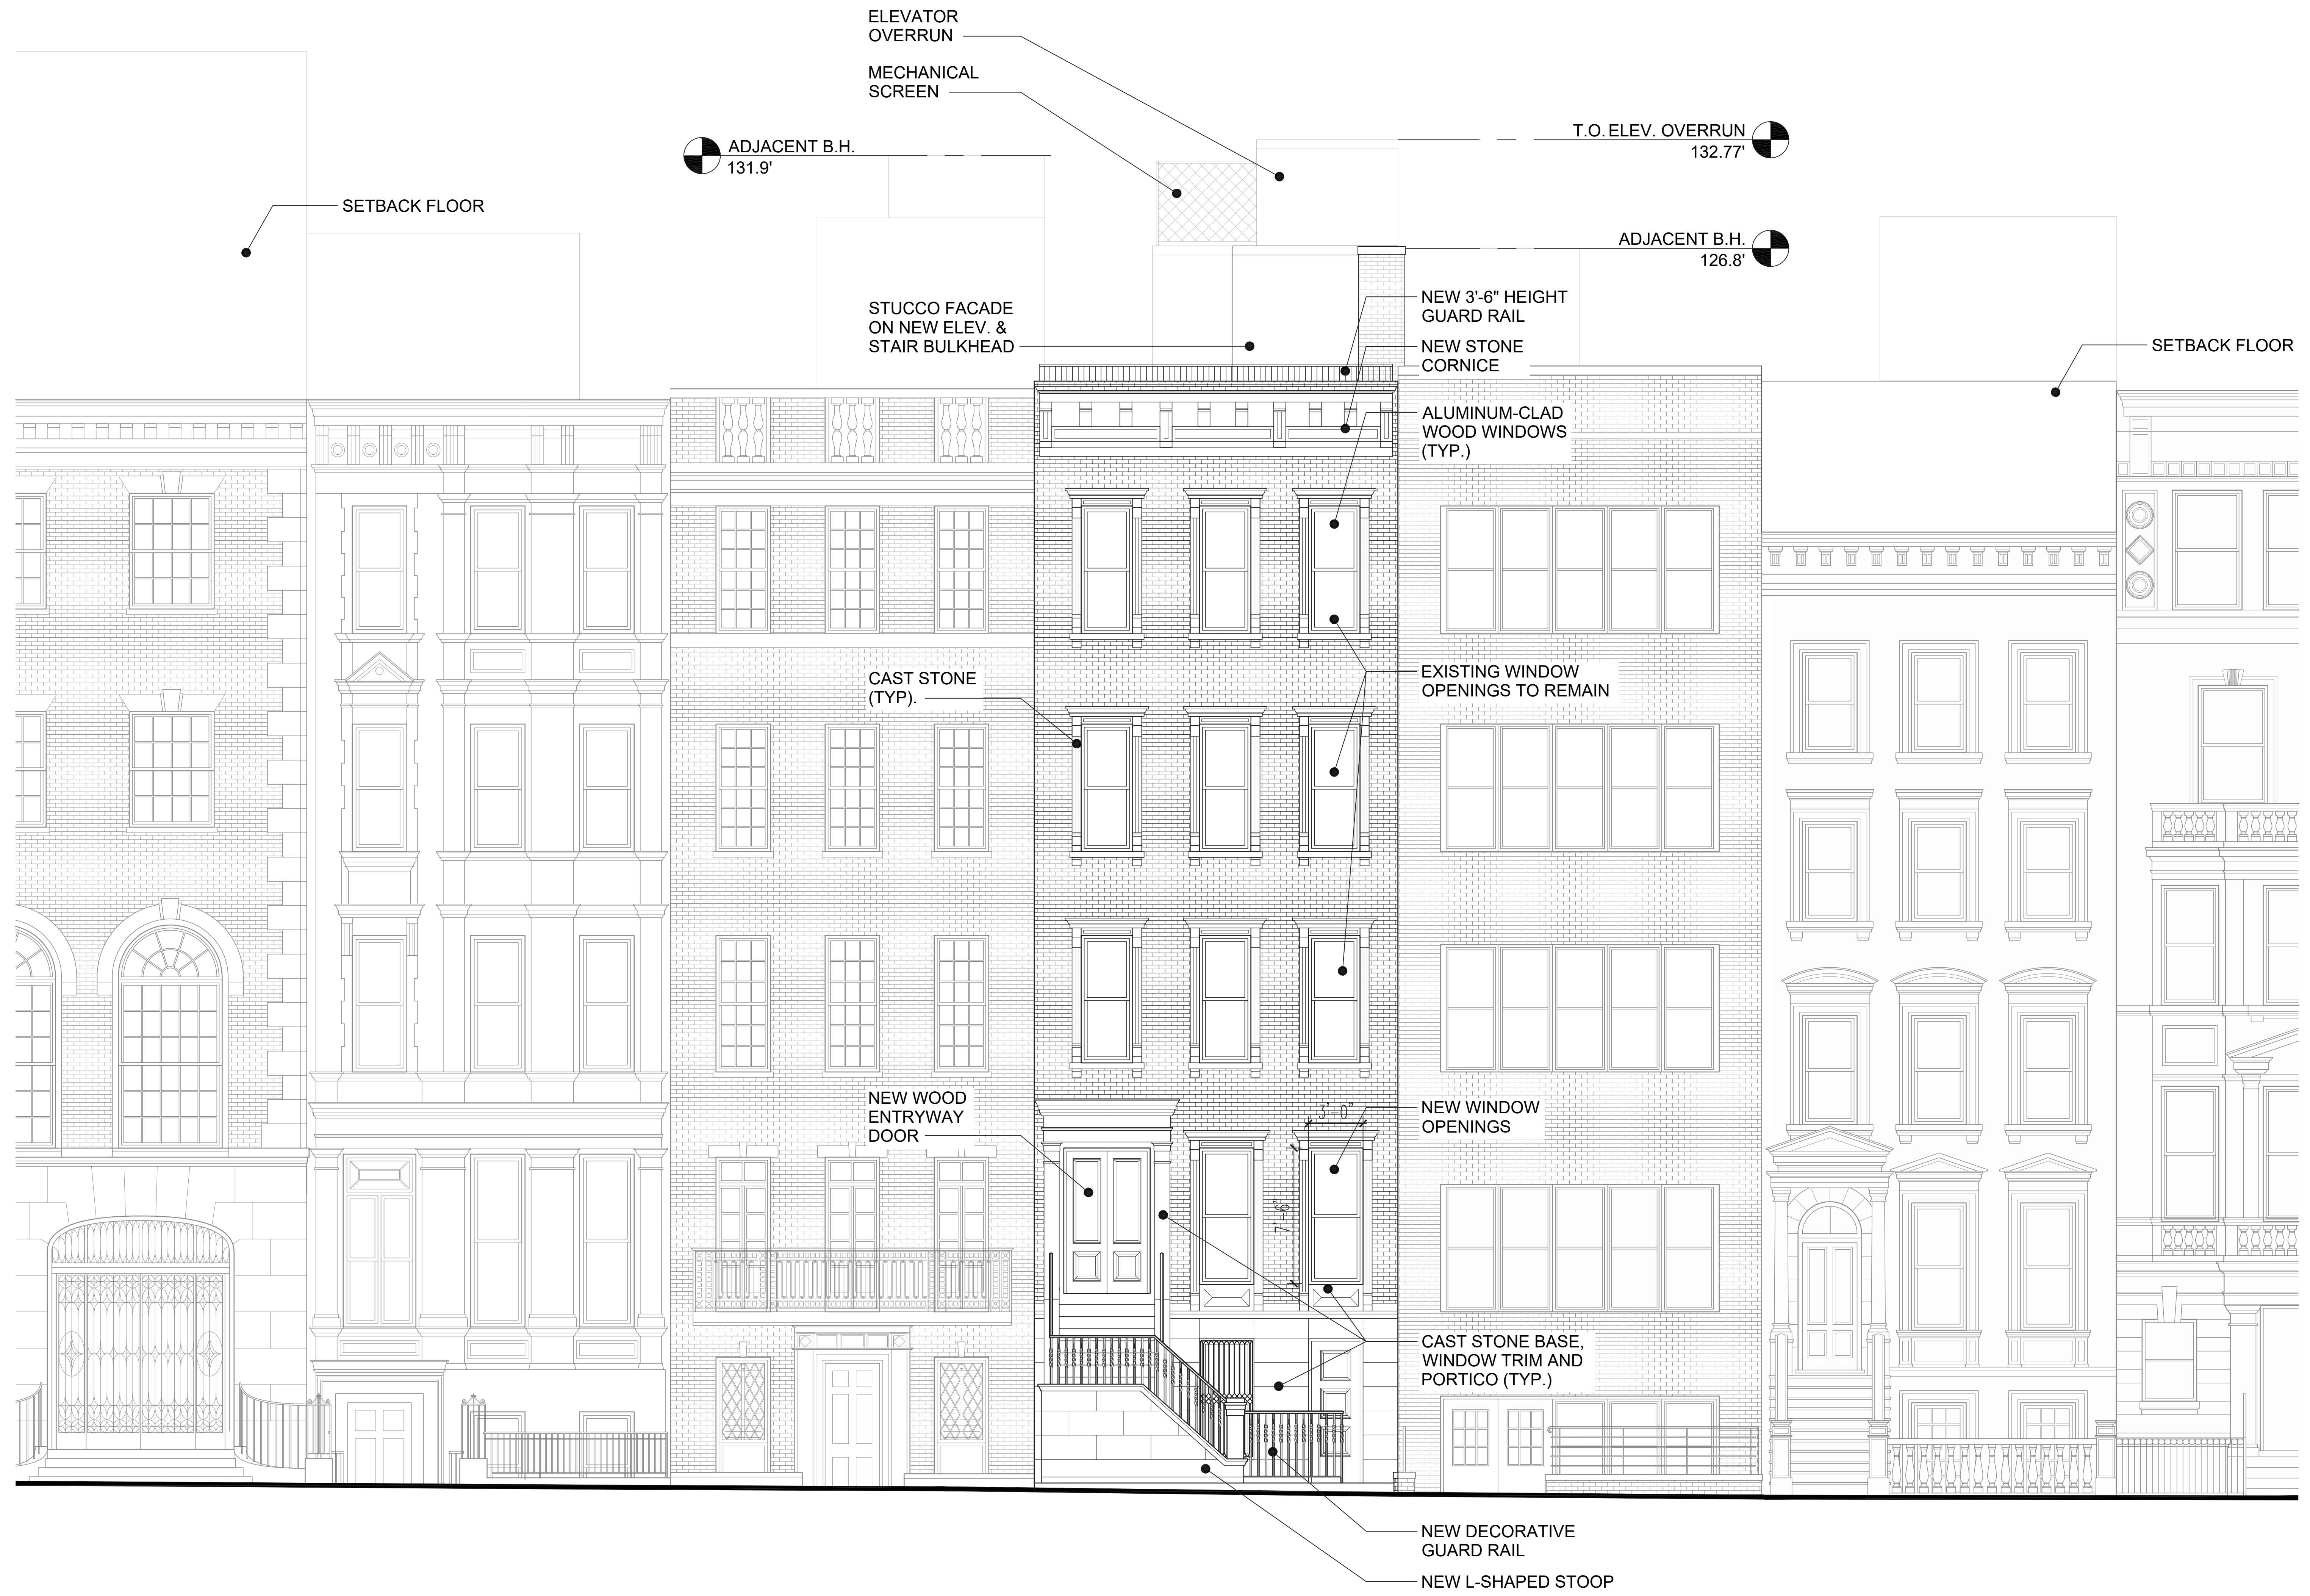 ELEVATOR
OVERRUN
MECHANICAL
SCREEN
T.O. ELEV. OVERRUN
132.77'
ADJACENT B.H.
131.9'
SETBACK FLOOR
ADJACENT B.H.
126.8'
STUCCO FACADE
ON NEW ELEV. &
STAIR BULKHEAD
NEW 3'-6" HEIGHT
GUARD RAIL
NEW STONE
CORNICE
SETBACK FLOOR
ALUMINUM-CLAD
WOOD WINDOWS
(TYP.)
CAST STONE
(TYP).
EXISTING WINDOW
OPENINGS TO REMAIN
NEW WOOD
ENTRYWAY
DOOR
3'-0"
NEW WINDOW
OPENINGS
7'-6"
CAST STONE BASE,
WINDOW TRIM AND
PORTICO (TYP.)
NEW DECORATIVE
GUARD RAIL
NEW L-SHAPED STOOP